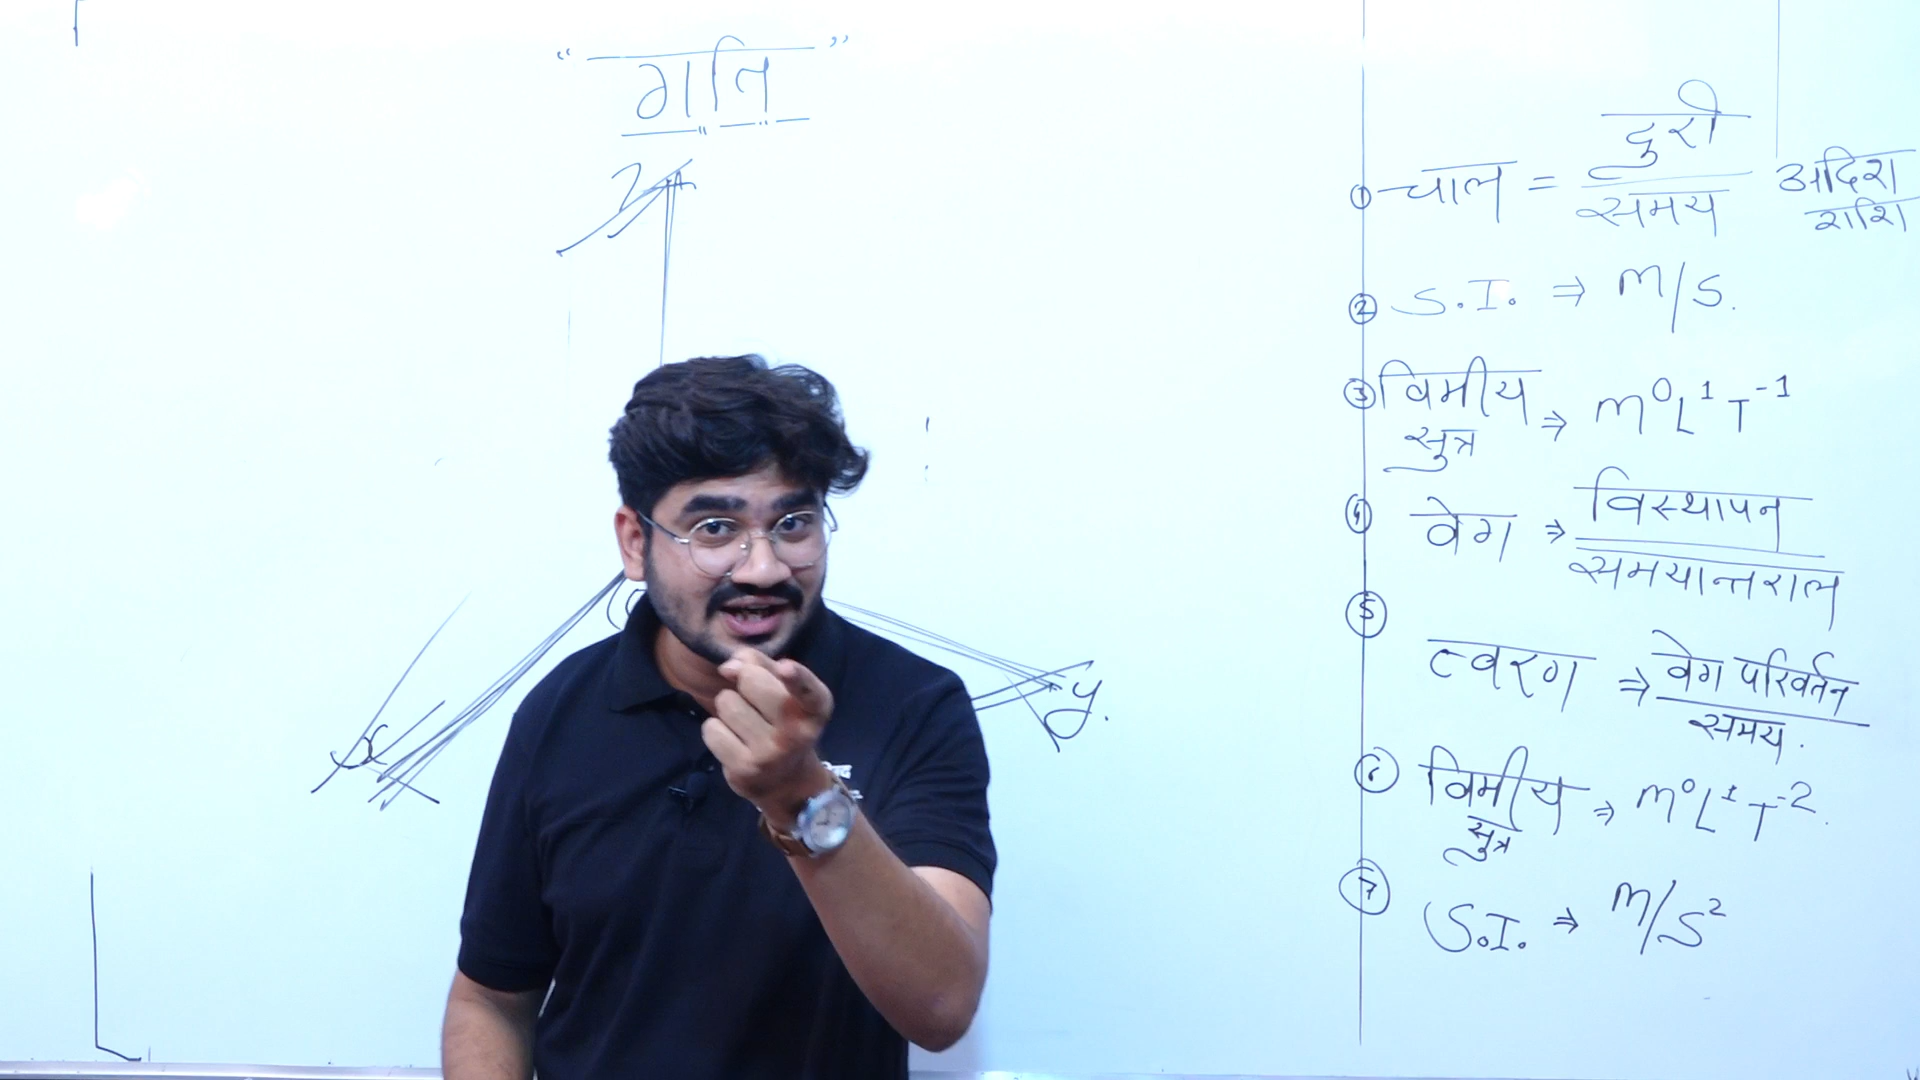 “गति”
Z
x
y.
① चाल = दुरी / समय अदिश राशि
② S.I. ⇒ m/s.
③ विमीय सुत्र ⇒ m⁰L¹T⁻¹
④ वेग ⇒ विस्थापन / समयान्तराल
⑤ त्वरण ⇒ वेग परिवर्तन / समय.
⑥ विमीय सुत्र ⇒ m⁰L¹T⁻².
⑦ S.I. ⇒ m/s²